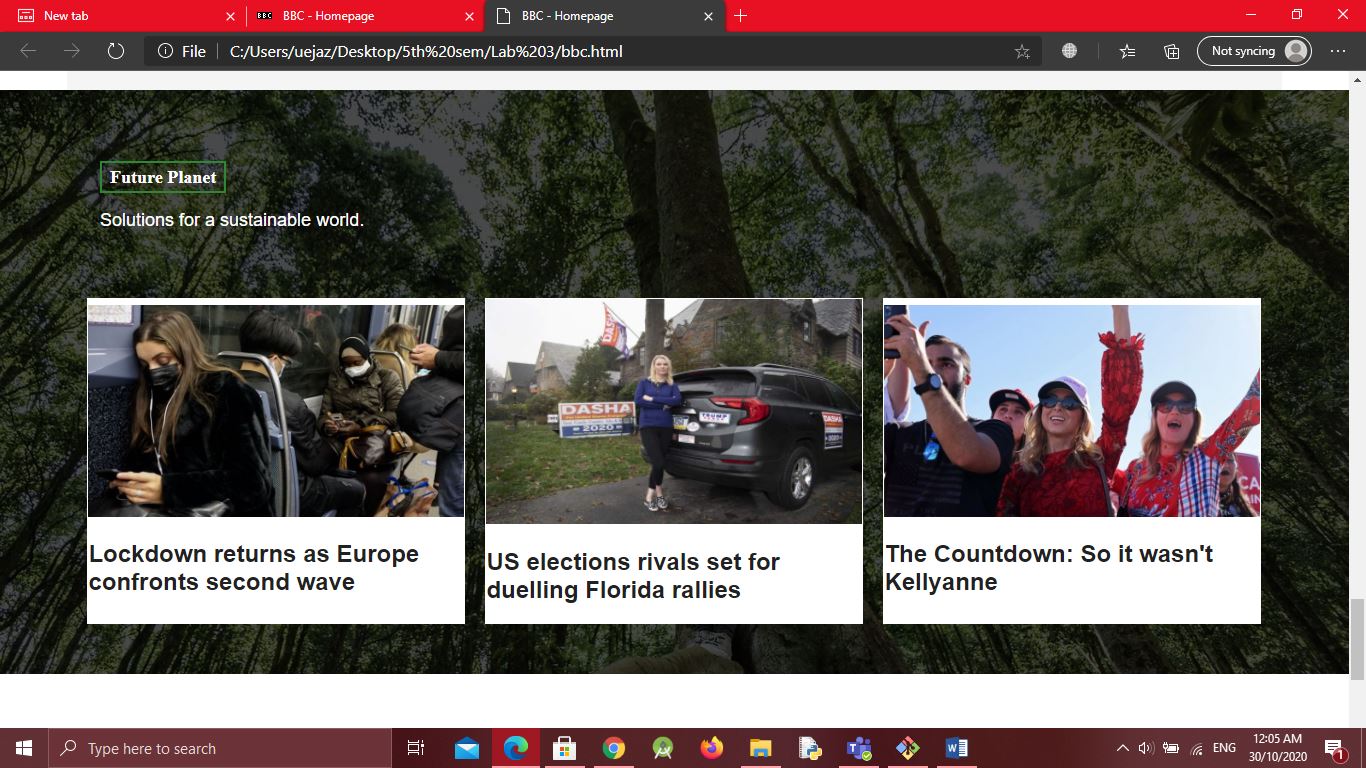 New tab
BBC - Homepage
BBC - Homepage
File
C:/Users/uejaz/Desktop/5th%20sem/Lab%203/bbc.html
Not syncing
Future Planet
Solutions for a sustainable world.
DASHA
DASHA
2020
TRUMP
DASHA
Lockdown returns as Europe
confronts second wave
US elections rivals set for
duelling Florida rallies
The Countdown: So it wasn't
Kellyanne
Type here to search
ENG
12:05 AM
30/10/2020
1